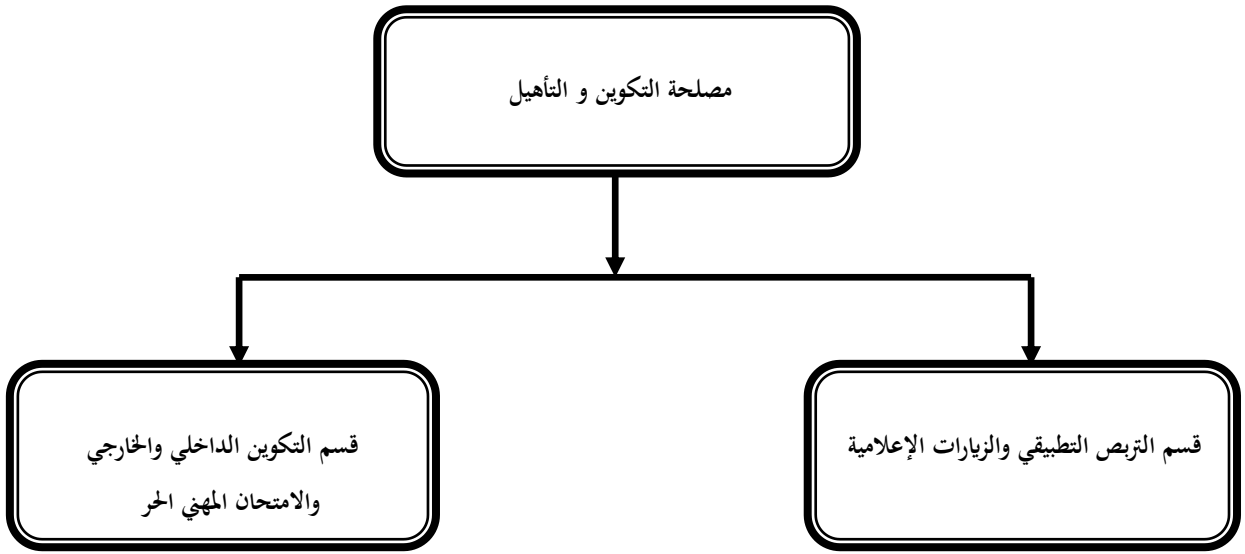 مصلحة التكوين و التأهيل
قسم التربص التطبيقي والزيارات الإعلامية
قسم التكوين الداخلي والخارجي
والامتحان المهني الحر